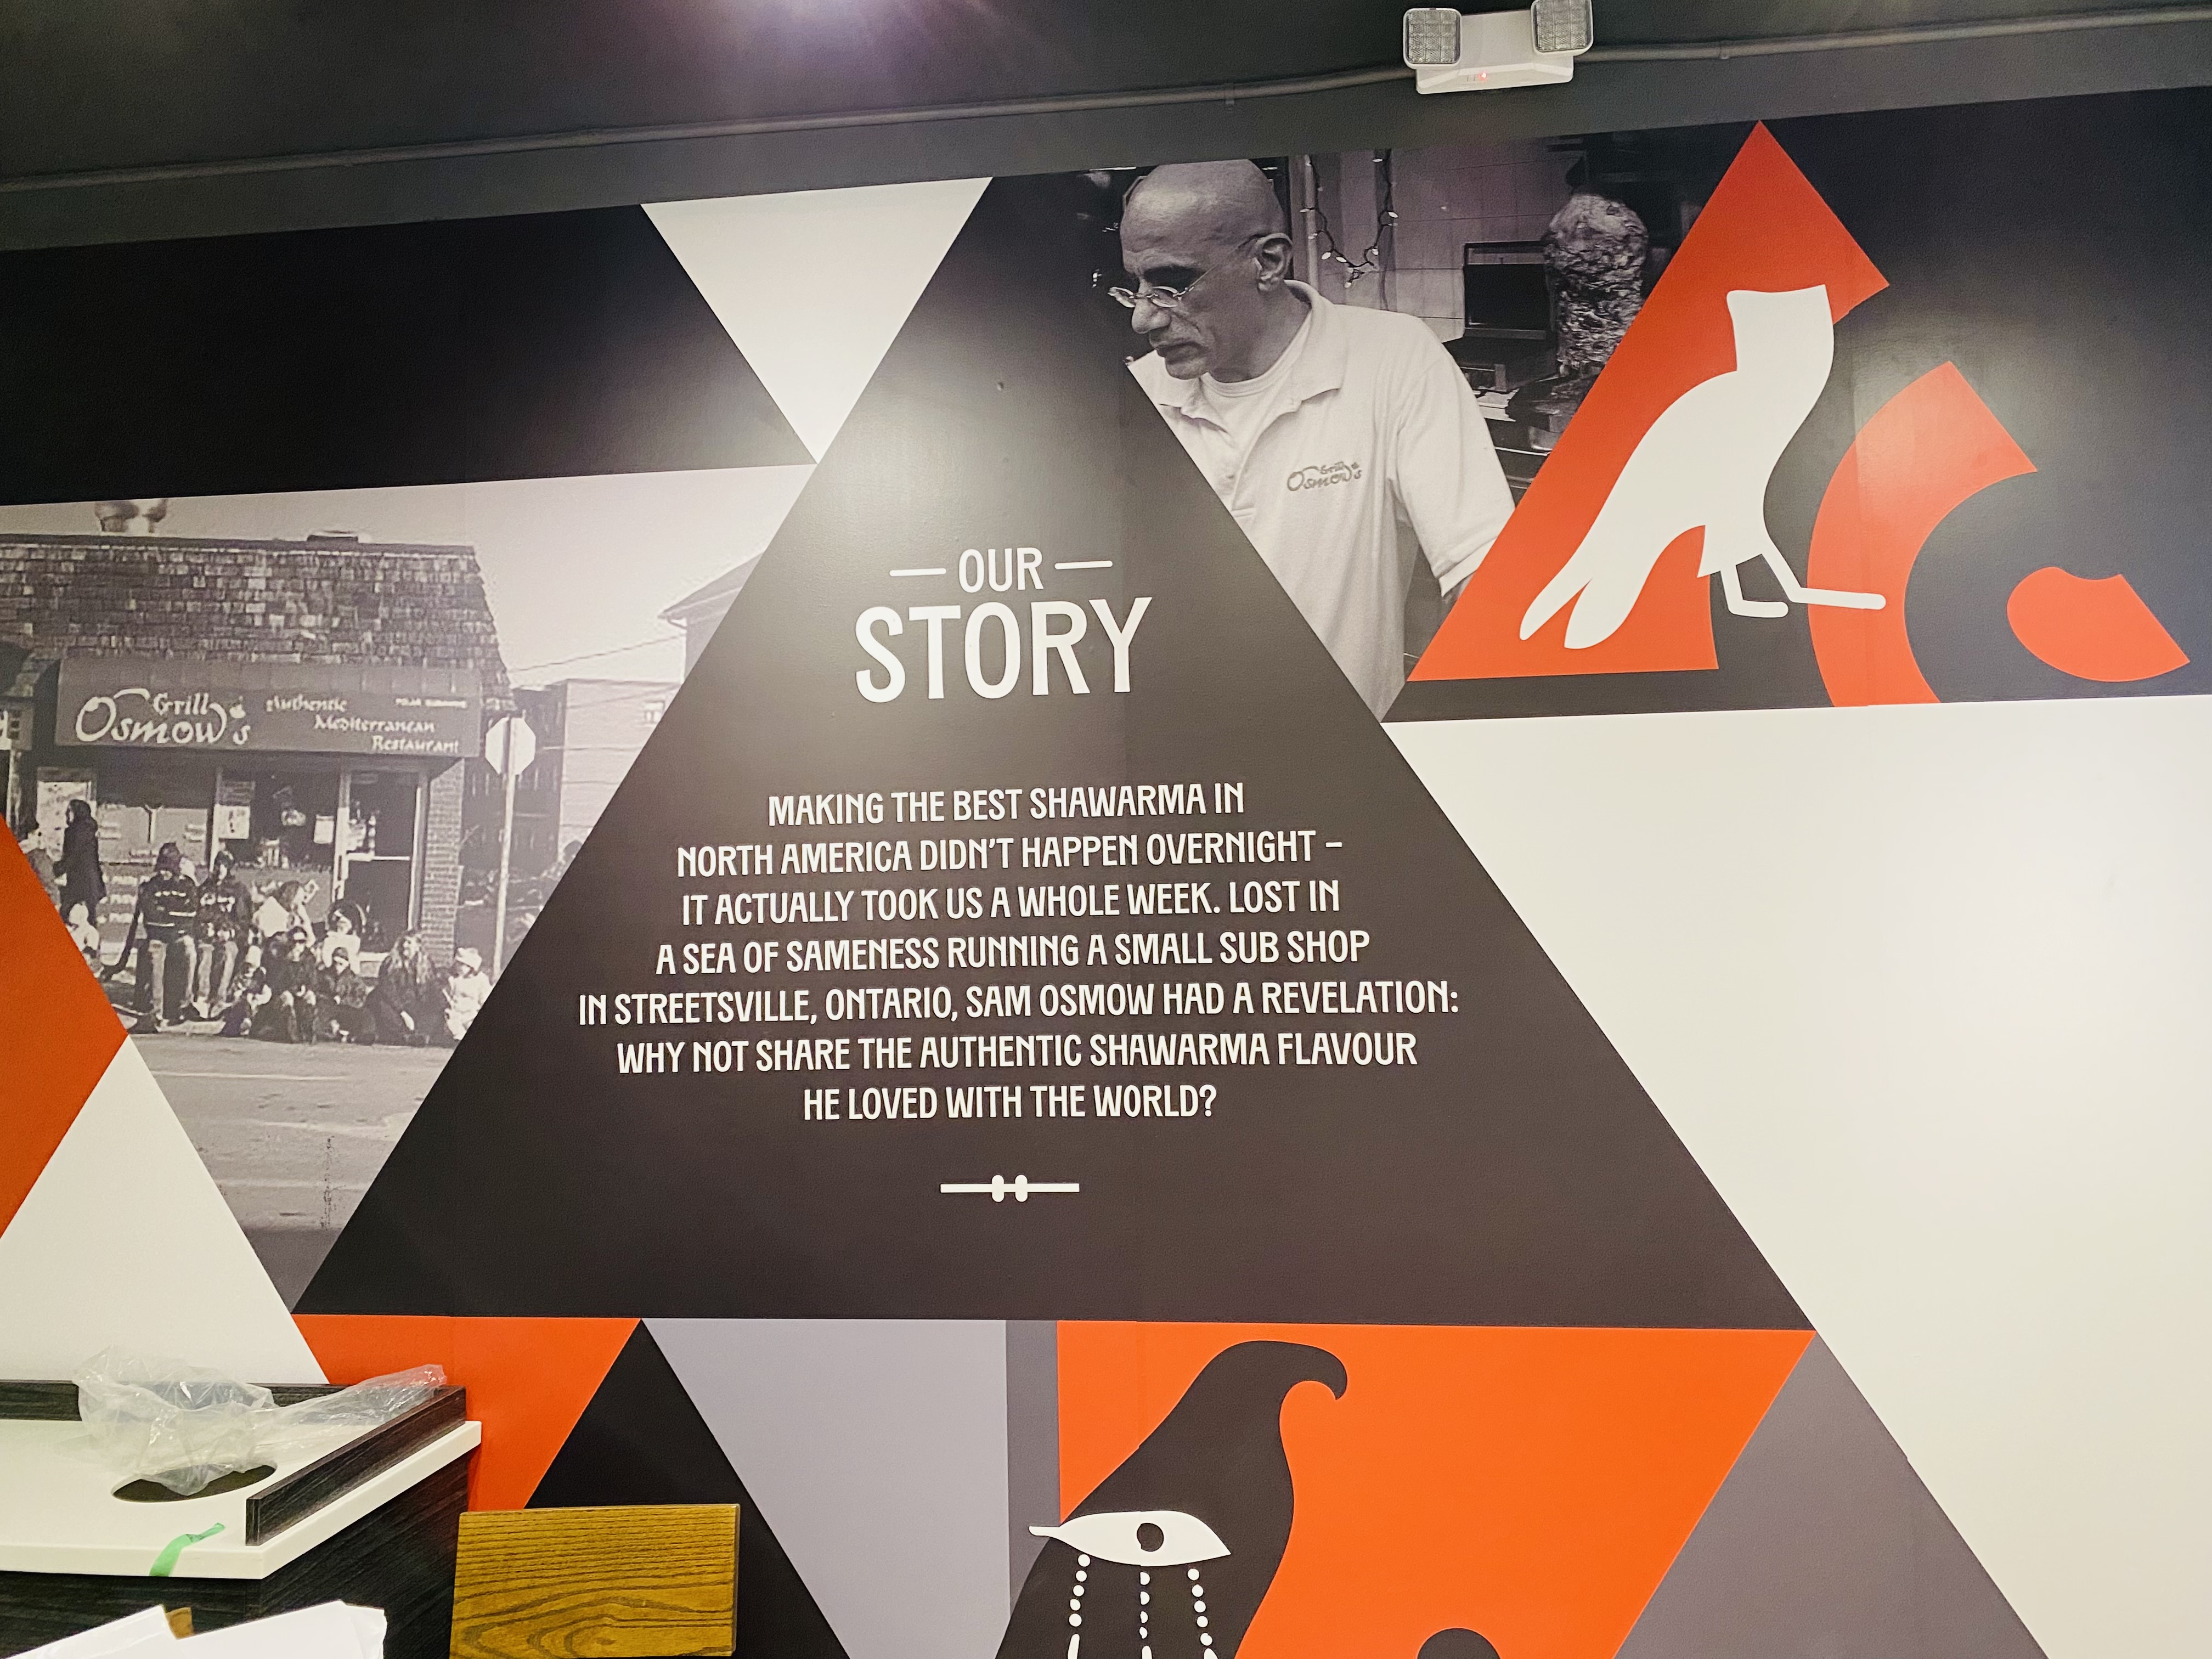 OUR
STORY
MAKING THE BEST SHAWARMA IN
NORTH AMERICA DIDN'T HAPPEN OVERNIGHT –
IT ACTUALLY TOOK US A WHOLE WEEK. LOST IN
A SEA OF SAMENESS RUNNING A SMALL SUB SHOP
IN STREETSVILLE, ONTARIO, SAM OSMOW HAD A REVELATION:
WHY NOT SHARE THE AUTHENTIC SHAWARMA FLAVOUR
HE LOVED WITH THE WORLD?
Grill
Osmow's
Authentic
Mediterranean
Restaurant
Grill
Osmow's